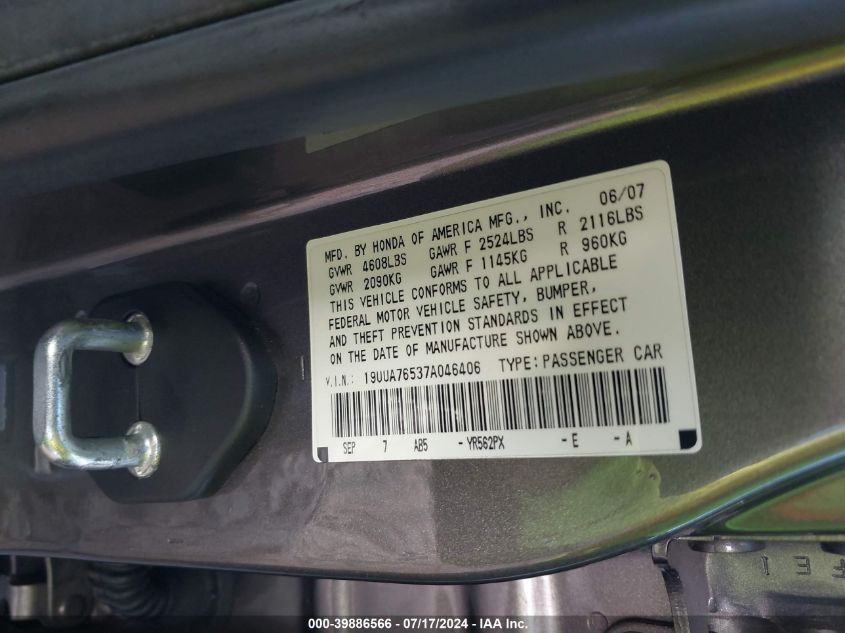 MFD. BY HONDA OF AMERICA MFG., INC. 06/07
GVWR 4608LBS GAWR F 2524LBS R 2116LBS
GVWR 2090KG GAWR F 1145KG R 960KG
THIS VEHICLE CONFORMS TO ALL APPLICABLE
FEDERAL MOTOR VEHICLE SAFETY, BUMPER,
AND THEFT PREVENTION STANDARDS IN EFFECT
ON THE DATE OF MANUFACTURE SHOWN ABOVE.
V.I.N.: 19UUA76537A046406 TYPE: PASSENGER CAR
SEP 7 AB5 -YR562PX -E -A
F E I
000-39886566 / 07/17/2024 - IAA Inc.